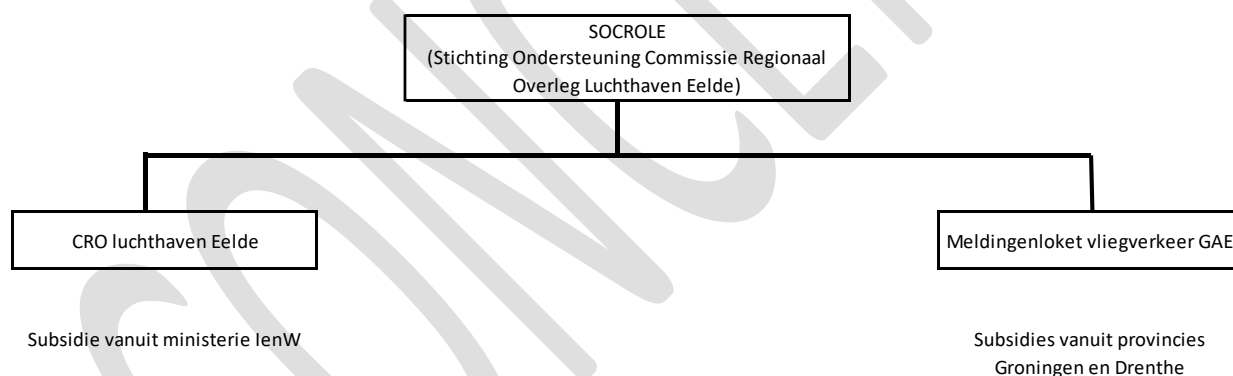 SOCROLE
(Stichting Ondersteuning Commissie Regionaal
Overleg Luchthaven Eelde)
CRO luchthaven Eelde
Meldingenloket vliegverkeer GAE
Subsidie vanuit ministerie IenW
Subsidies vanuit provincies
Groningen en Drenthe